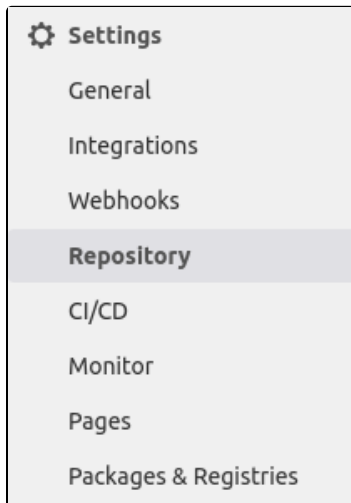 Settings
General
Integrations
Webhooks
Repository
CI/CD
Monitor
Pages
Packages & Registries